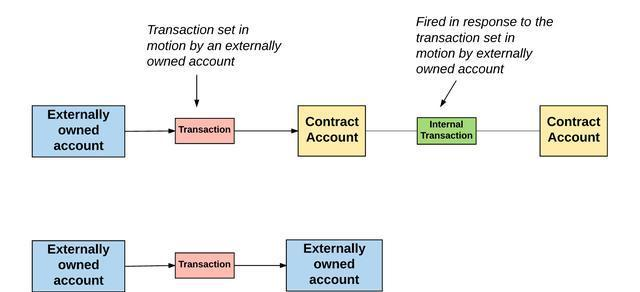 Transaction set in
motion by an externally
owned account
Fired in response to the
transaction set in
motion by externally
owned account
Externally
owned
account
Transaction
Contract
Account
Internal
Transaction
Contract
Account
Externally
owned
account
Transaction
Externally
owned
account